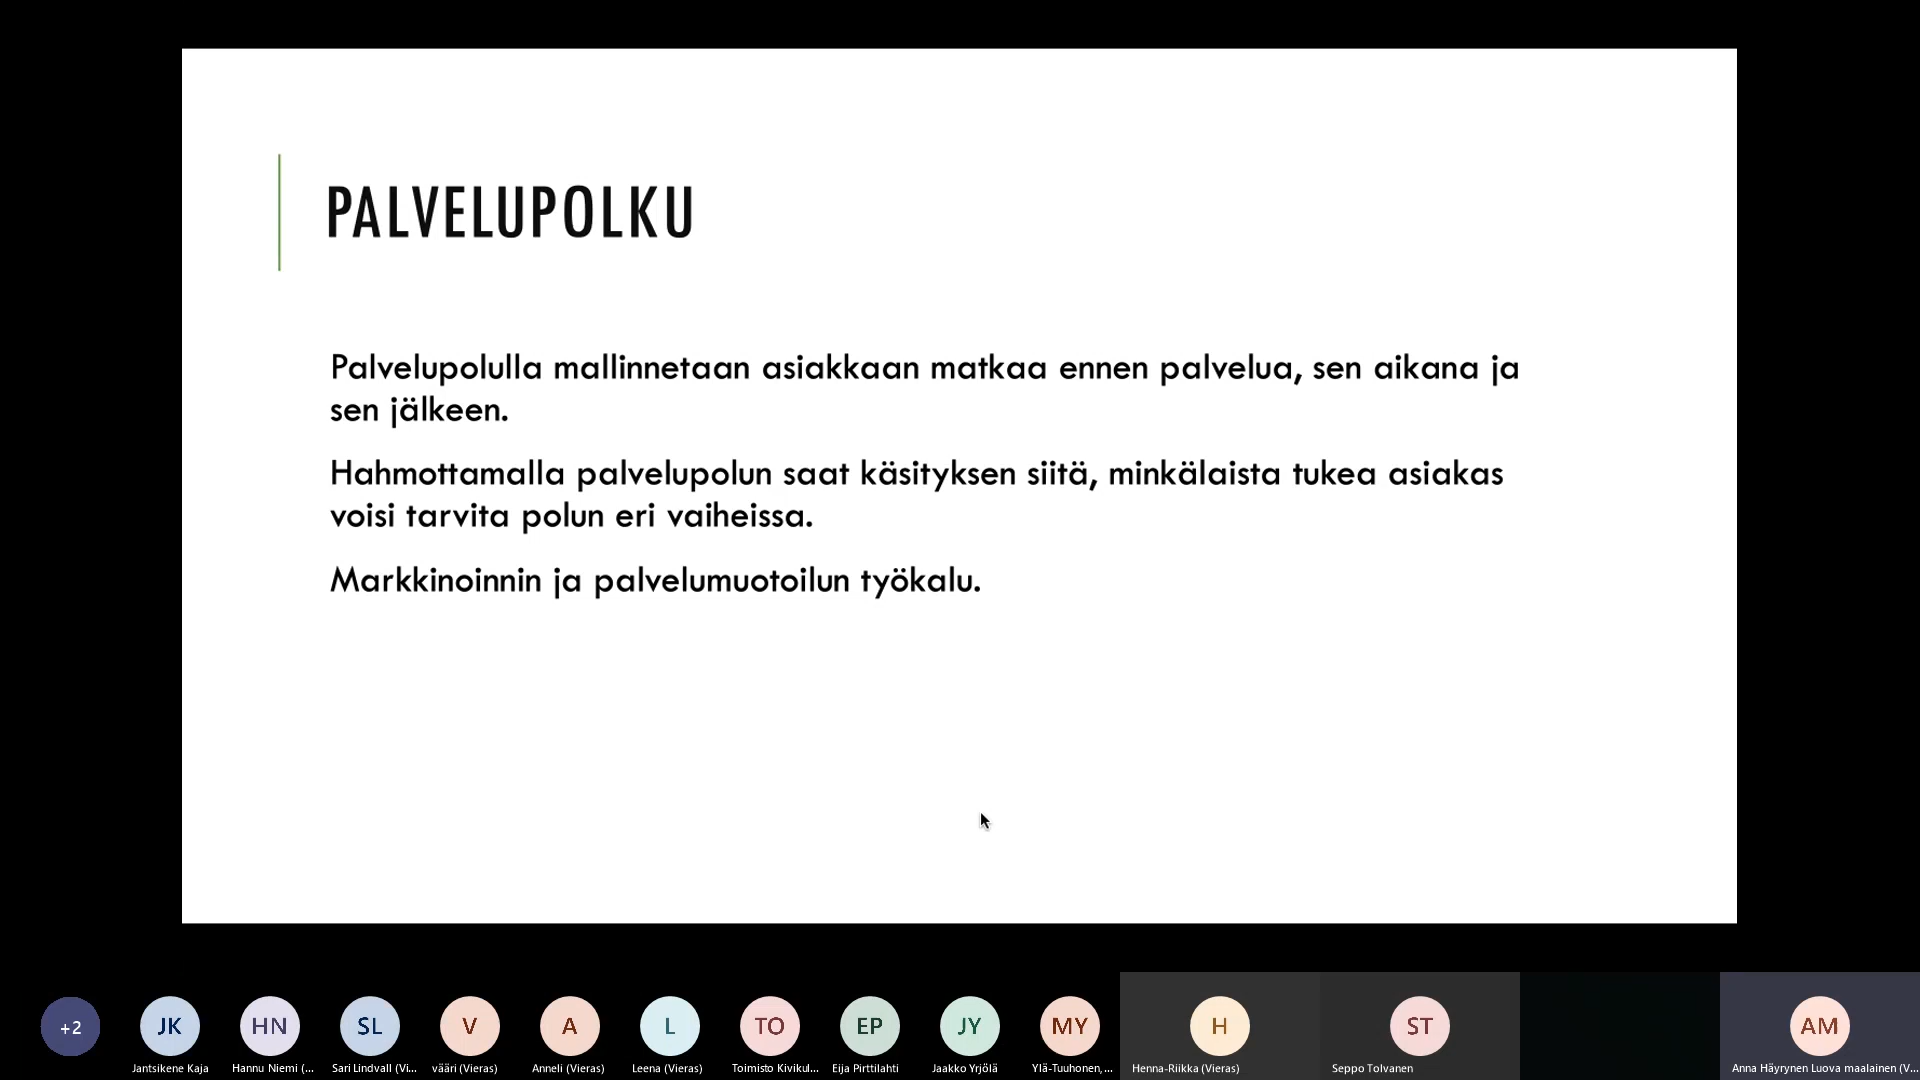 PALVELUPOLKU
Palvelupolulla mallinnetaan asiakkaan matkaa ennen palvelua, sen aikana ja
sen jälkeen.
Hahmottamalla palvelupolun saat käsityksen siitä, minkälaista tukea asiakas
voisi tarvita polun eri vaiheissa.
Markkinoinnin ja palvelumuotoilun työkalu.
+2
JK
HN
SL
V
A
L
TO
EP
JY
MY
H
ST
AM
Jantsikene Kaja
Hannu Niemi (...
Sari Lindvall (Vi...
vääri (Vieras)
Anneli (Vieras)
Leena (Vieras)
Toimisto Kivikul...
Eija Pirttilahti
Jaakko Yrjölä
Ylä-Tuuhonen, ...
Henna-Riikka (Vieras)
Seppo Tolvanen
Anna Häyrynen Luova maalainen (V...